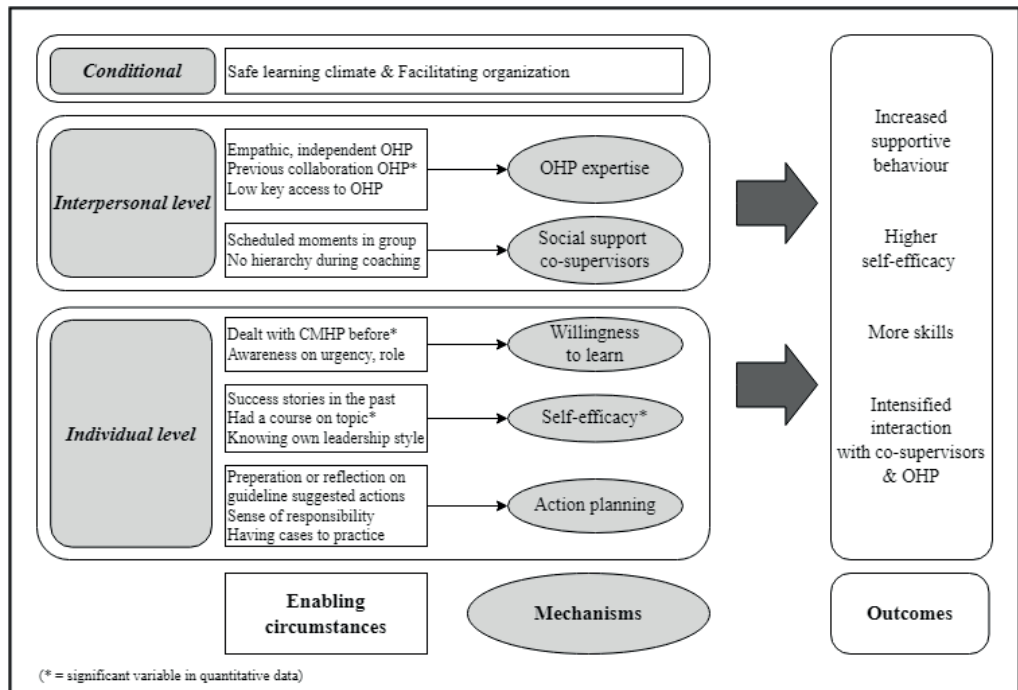 Conditional
Safe learning climate & Facilitating organization
Interpersonal level
Empathic, independent OHP
Previous collaboration OHP*
Low key access to OHP
OHP expertise
Scheduled moments in group
No hierarchy during coaching
Social support
co-supervisors
Individual level
Dealt with CMHP before*
Awareness on urgency, role
Willingness
to learn
Success stories in the past
Had a course on topic*
Knowing own leadership style
Self-efficacy*
Preparation or reflection on
guideline suggested actions
Sense of responsibility
Having cases to practice
Action planning
Increased
supportive
behaviour
Higher
self-efficacy
More skills
Intensified
interaction
with co-supervisors
& OHP
Enabling
circumstances
Mechanisms
Outcomes
(* = significant variable in quantitative data)